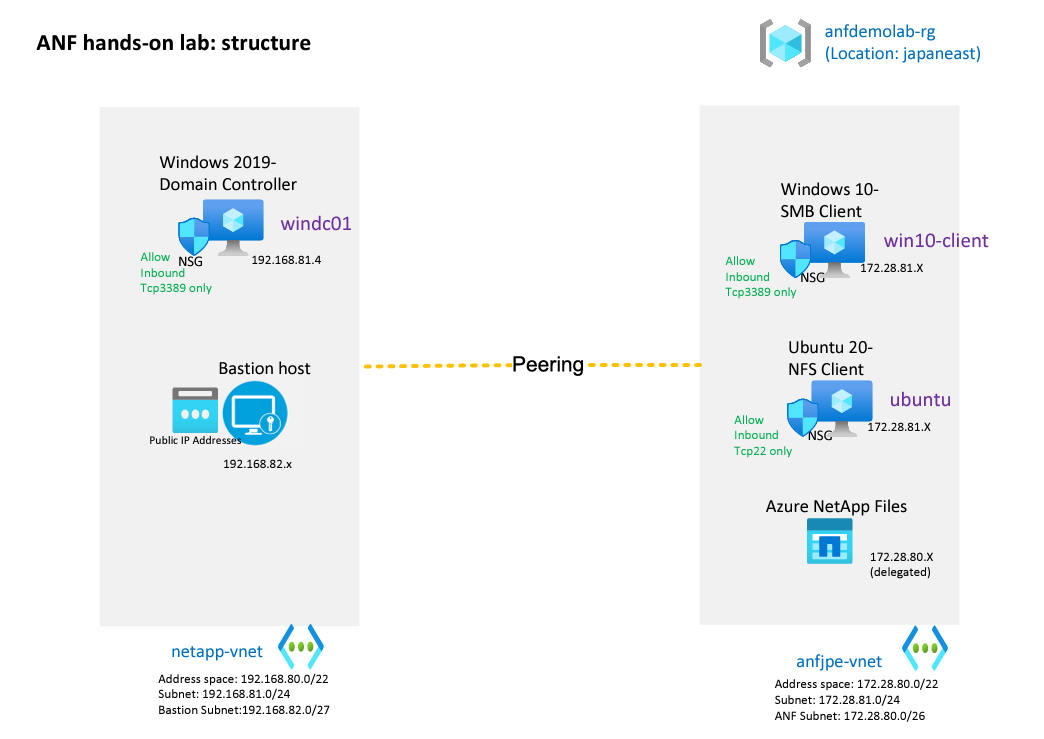 ANF hands-on lab: structure
anfdemolab-rg
(Location: japaneast)
Windows 2019-
Domain Controller
windc01
NSG
192.168.81.4
Allow
Inbound
Tcp3389 only
Bastion host
Public IP Addresses
192.168.82.x
netapp-vnet
Address space: 192.168.80.0/22
Subnet: 192.168.81.0/24
Bastion Subnet:192.168.82.0/27
Peering
Windows 10-
SMB Client
win10-client
172.28.81.X
NSG
Allow
Inbound
Tcp3389 only
Ubuntu 20-
NFS Client
ubuntu
172.28.81.X
NSG
Allow
Inbound
Tcp22 only
Azure NetApp Files
172.28.80.X
(delegated)
anfjpe-vnet
Address space: 172.28.80.0/22
Subnet: 172.28.81.0/24
ANF Subnet: 172.28.80.0/26